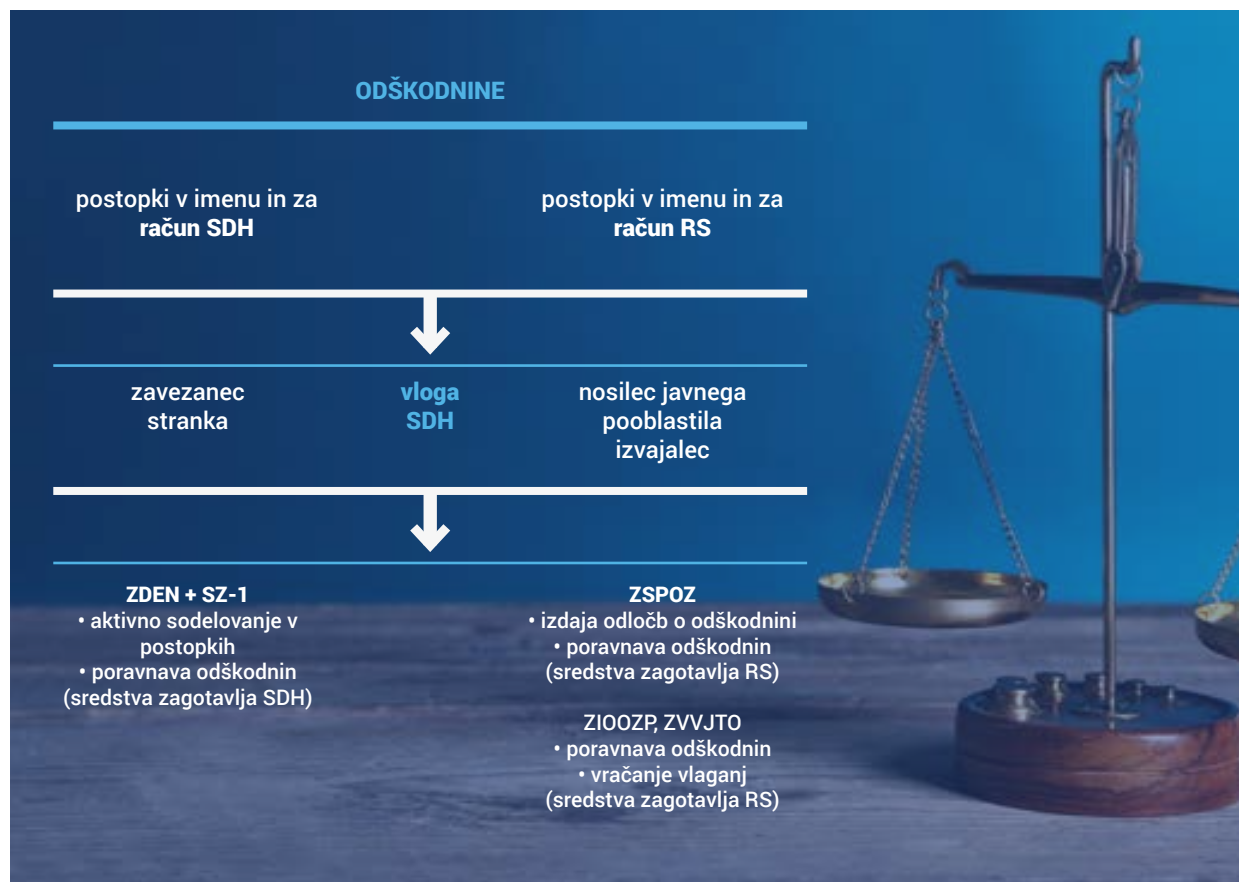 ODŠKODNINE
postopki v imenu in za
račun SDH
postopki v imenu in za
račun RS
zavezanec
stranka
vloga
SDH
nosilec javnega
pooblastila
izvajalec
ZDEN + SZ-1
• aktivno sodelovanje v
postopkih
• poravnava odškodnin
(sredstva zagotavlja SDH)
ZSPOZ
• izdaja odločb o odškodnini
• poravnava odškodnin
(sredstva zagotavlja RS)
ZIOOZP, ZVVJTO
• poravnava odškodnin
• vračanje vlaganj
(sredstva zagotavlja RS)